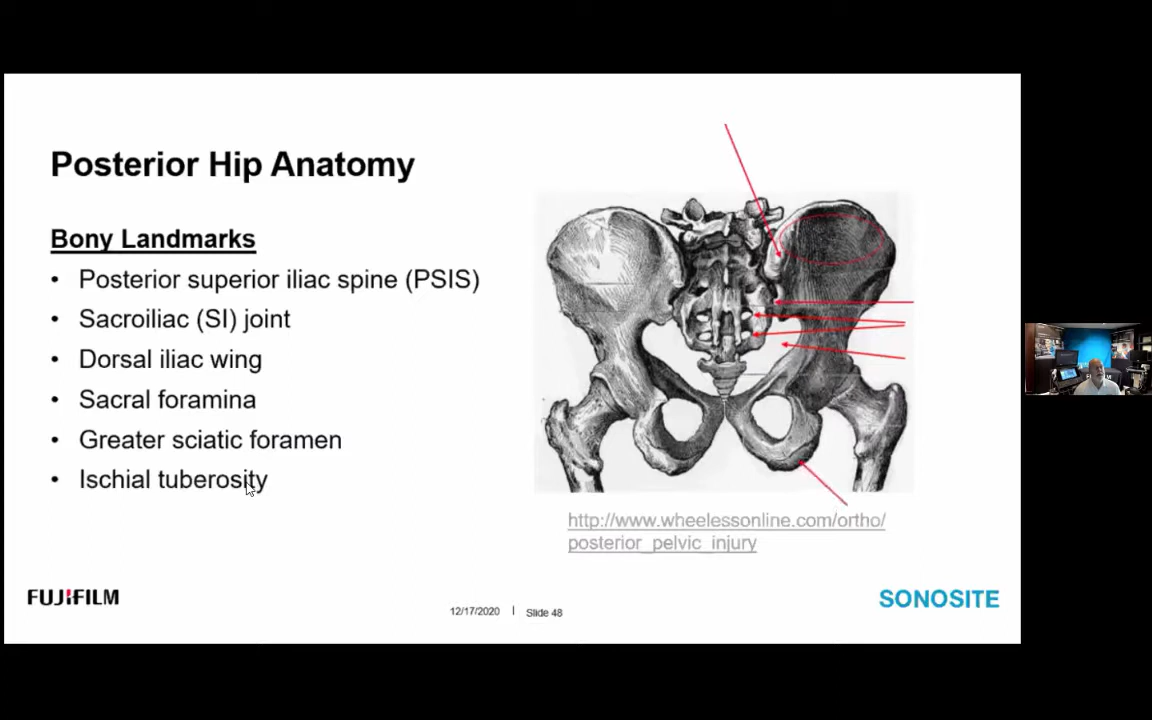 Posterior Hip Anatomy
Bony Landmarks
• Posterior superior iliac spine (PSIS)
• Sacroiliac (SI) joint
• Dorsal iliac wing
• Sacral foramina
• Greater sciatic foramen
• Ischial tuberosity
http://www.wheelessonline.com/ortho/
posterior_pelvic_injury
FUJIFILM
12/17/2020 | Slide 48
SONOSITE